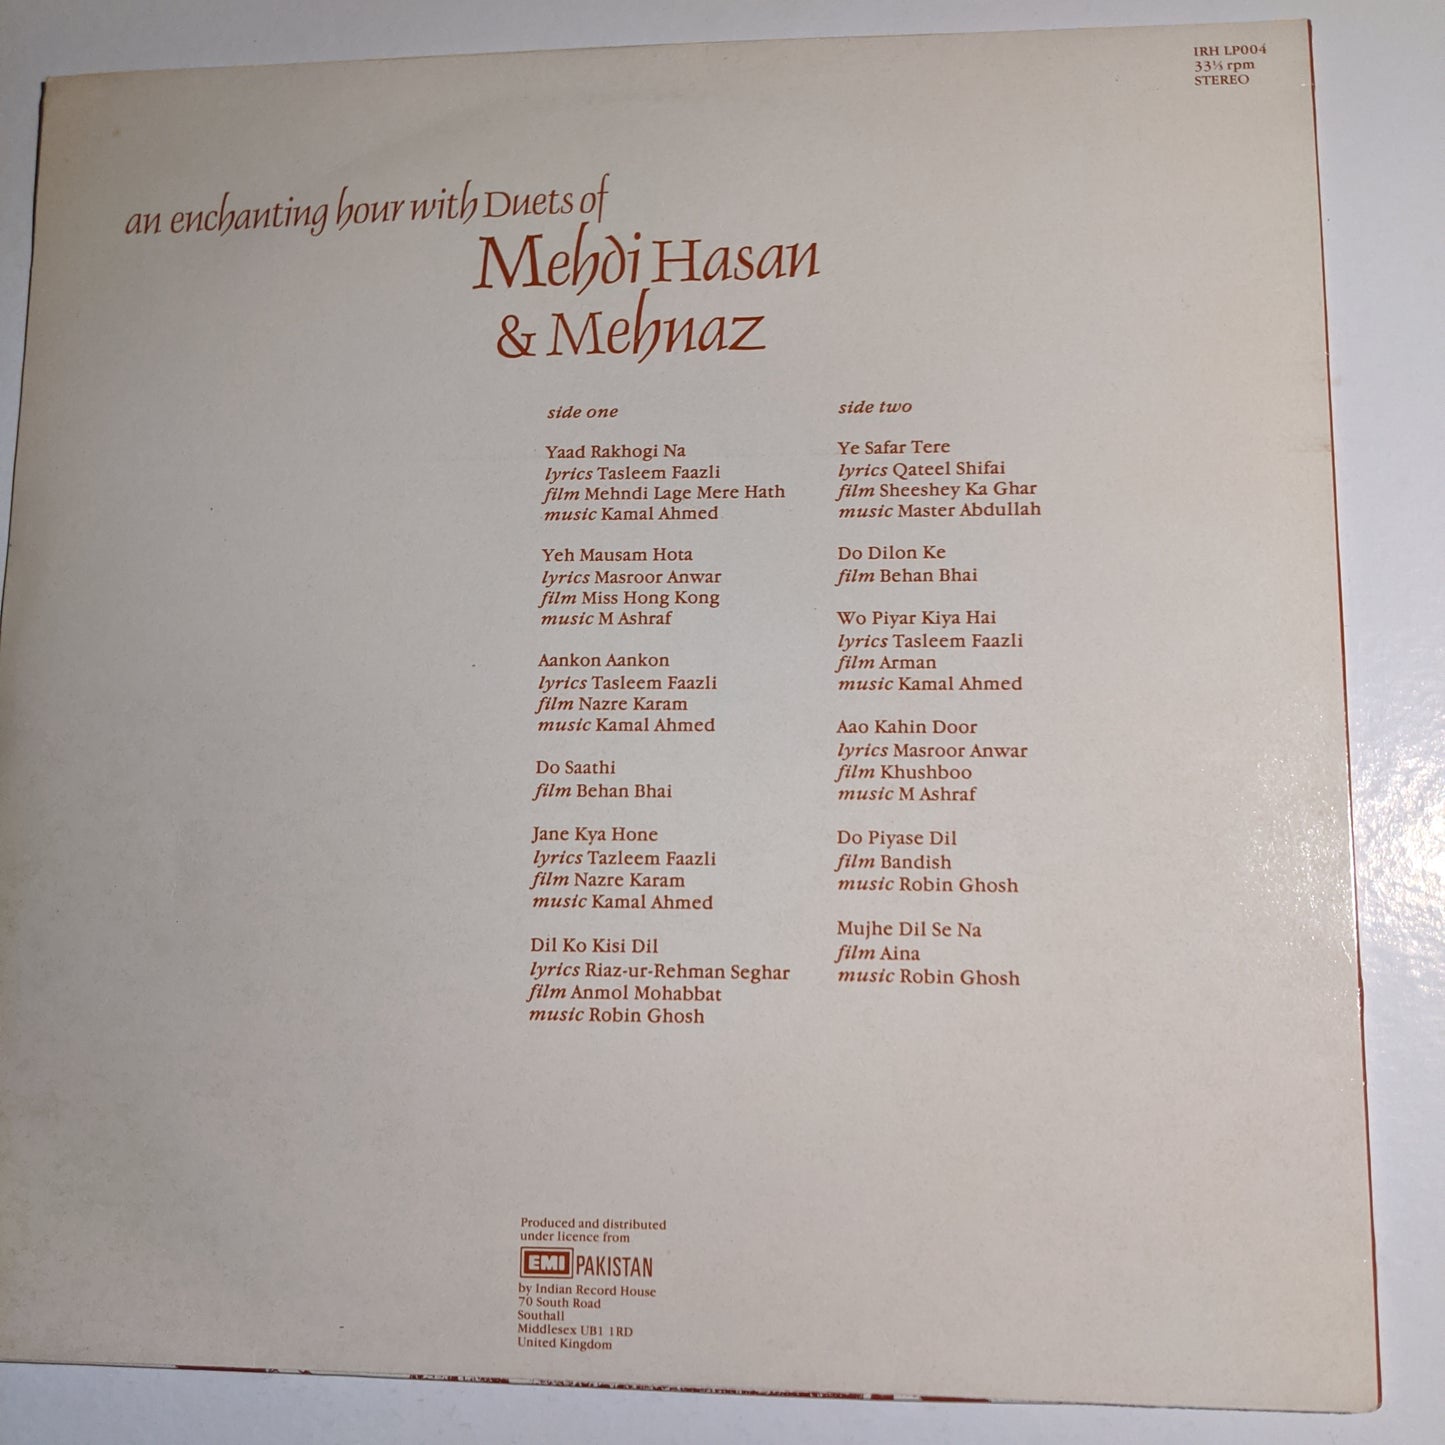 IRH LP004
33⅓ rpm
STEREO
an enchanting hour with Duets of
Mehdi Hasan
& Mehnaz
side one
Yaad Rakhogi Na
lyrics Tasleem Faazli
film Mehndi Lage Mere Hath
music Kamal Ahmed
Yeh Mausam Hota
lyrics Masroor Anwar
film Miss Hong Kong
music M Ashraf
Aankon Aankon
lyrics Tasleem Faazli
film Nazre Karam
music Kamal Ahmed
Do Saathi
film Behan Bhai
Jane Kya Hone
lyrics Tazleem Faazli
film Nazre Karam
music Kamal Ahmed
Dil Ko Kisi Dil
lyrics Riaz-ur-Rehman Seghar
film Anmol Mohabbat
music Robin Ghosh
side two
Ye Safar Tere
lyrics Qateel Shifai
film Sheeshey Ka Ghar
music Master Abdullah
Do Dilon Ke
film Behan Bhai
Wo Piyar Kiya Hai
lyrics Tasleem Faazli
film Arman
music Kamal Ahmed
Aao Kahin Door
lyrics Masroor Anwar
film Khushboo
music M Ashraf
Do Piyase Dil
film Bandish
music Robin Ghosh
Mujhe Dil Se Na
film Aina
music Robin Ghosh
Produced and distributed
under licence from
EMI PAKISTAN
by Indian Record House
70 South Road
Southall
Middlesex UB1 1RD
United Kingdom